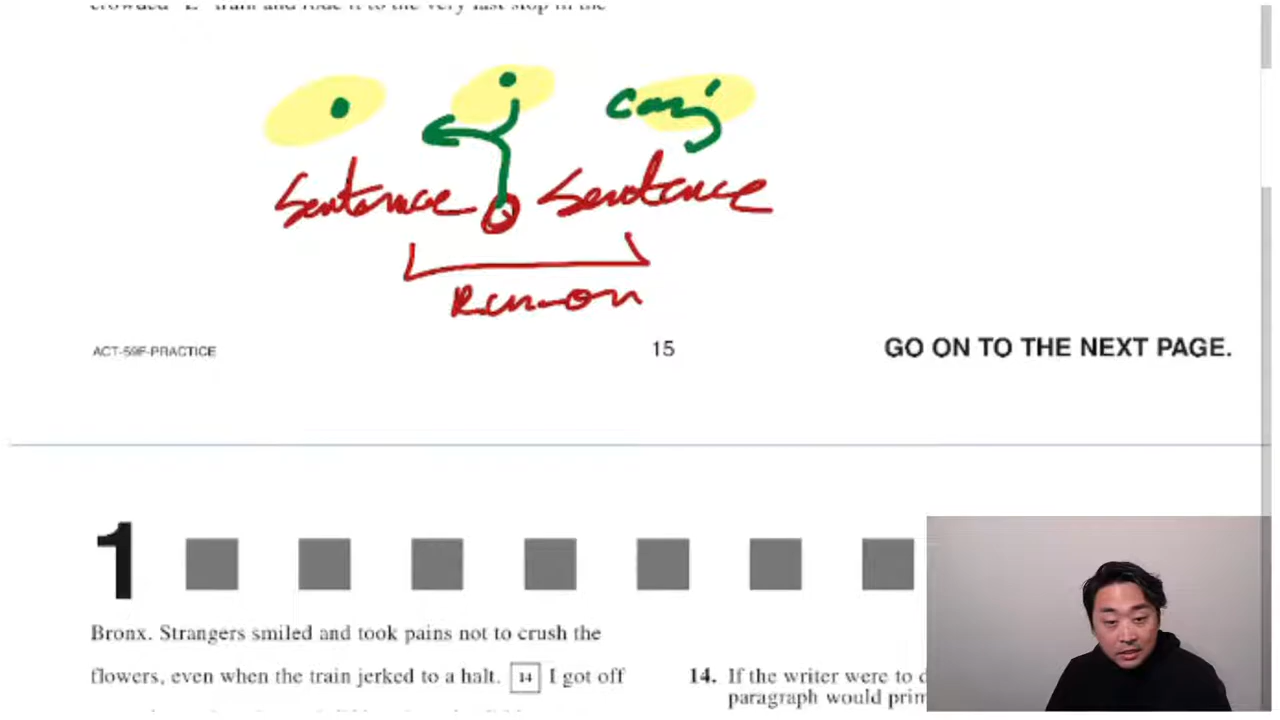 crowded "L" train and rode it to the very last stop in the
. ; conj
Sentence , Sentence
Run-on
ACT-59F-PRACTICE
15
GO ON TO THE NEXT PAGE.
1
Bronx. Strangers smiled and took pains not to crush the
flowers, even when the train jerked to a halt. 14 I got off
14. If the writer were to d
paragraph would prim